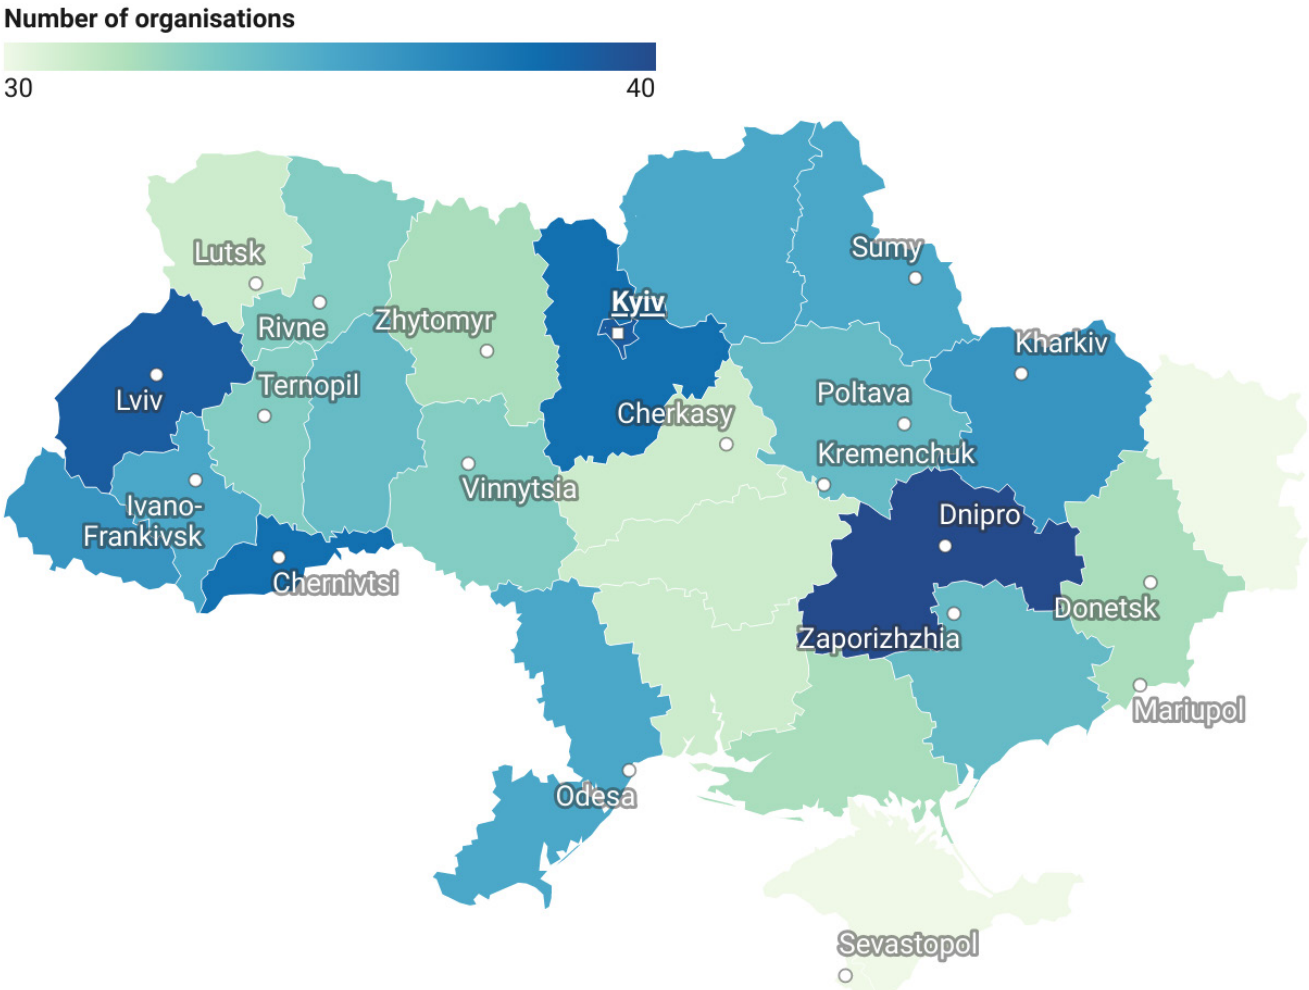 Number of organisations
30 40
Lutsk
Sumy
Kyiv
Rivne
Zhytomyr
Kharkiv
Ternopil
Lviv
Poltava
Cherkasy
Kremenchuk
Vinnytsia
Ivano-
Frankivsk
Dnipro
Chernivtsi
Donetsk
Zaporizhzhia
Mariupol
Odesa
Sevastopol